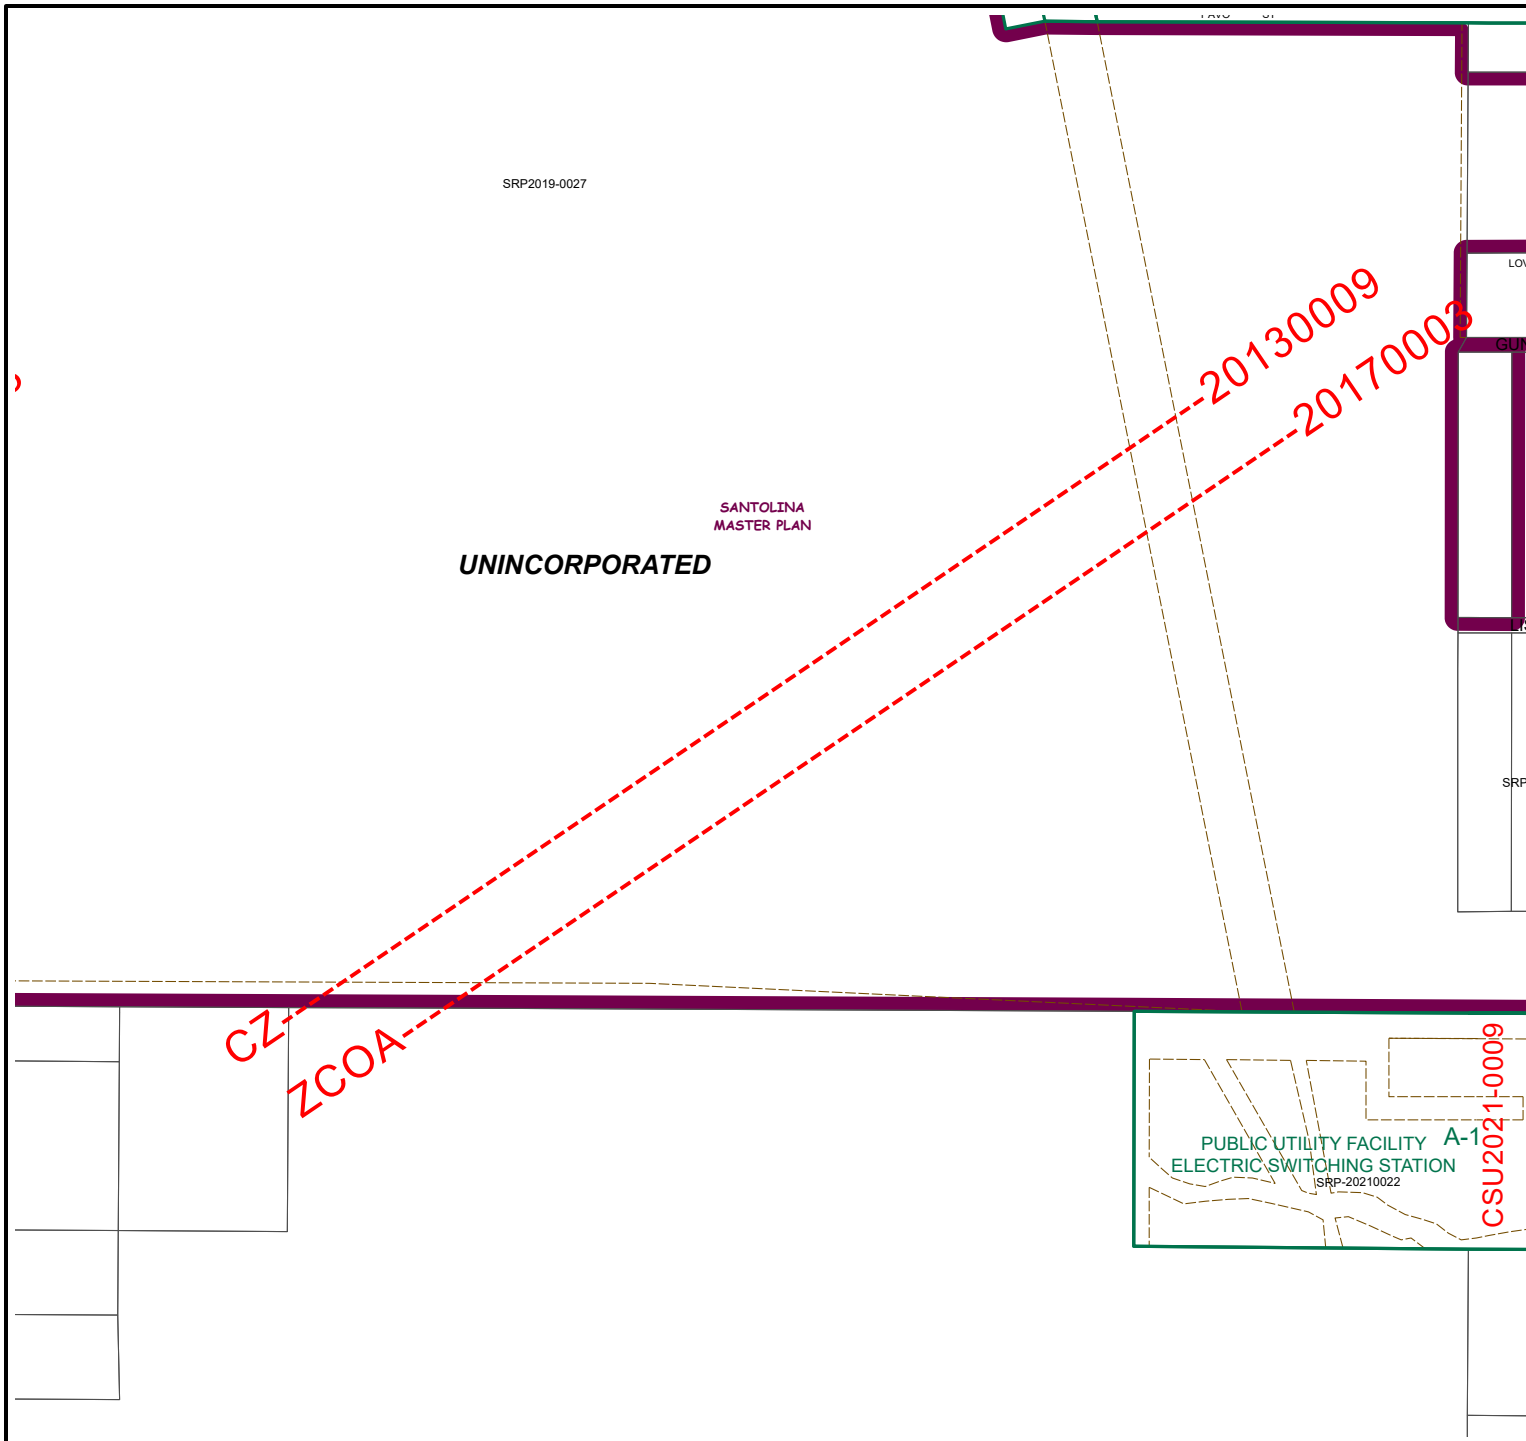 SRP2019-0027
20130009
20170003
SANTOLINA
MASTER PLAN
UNINCORPORATED
CZ
ZCOA
CSU2021-0009
A-1
PUBLIC UTILITY FACILITY
ELECTRIC SWITCHING STATION
SRP-20210022
SRP